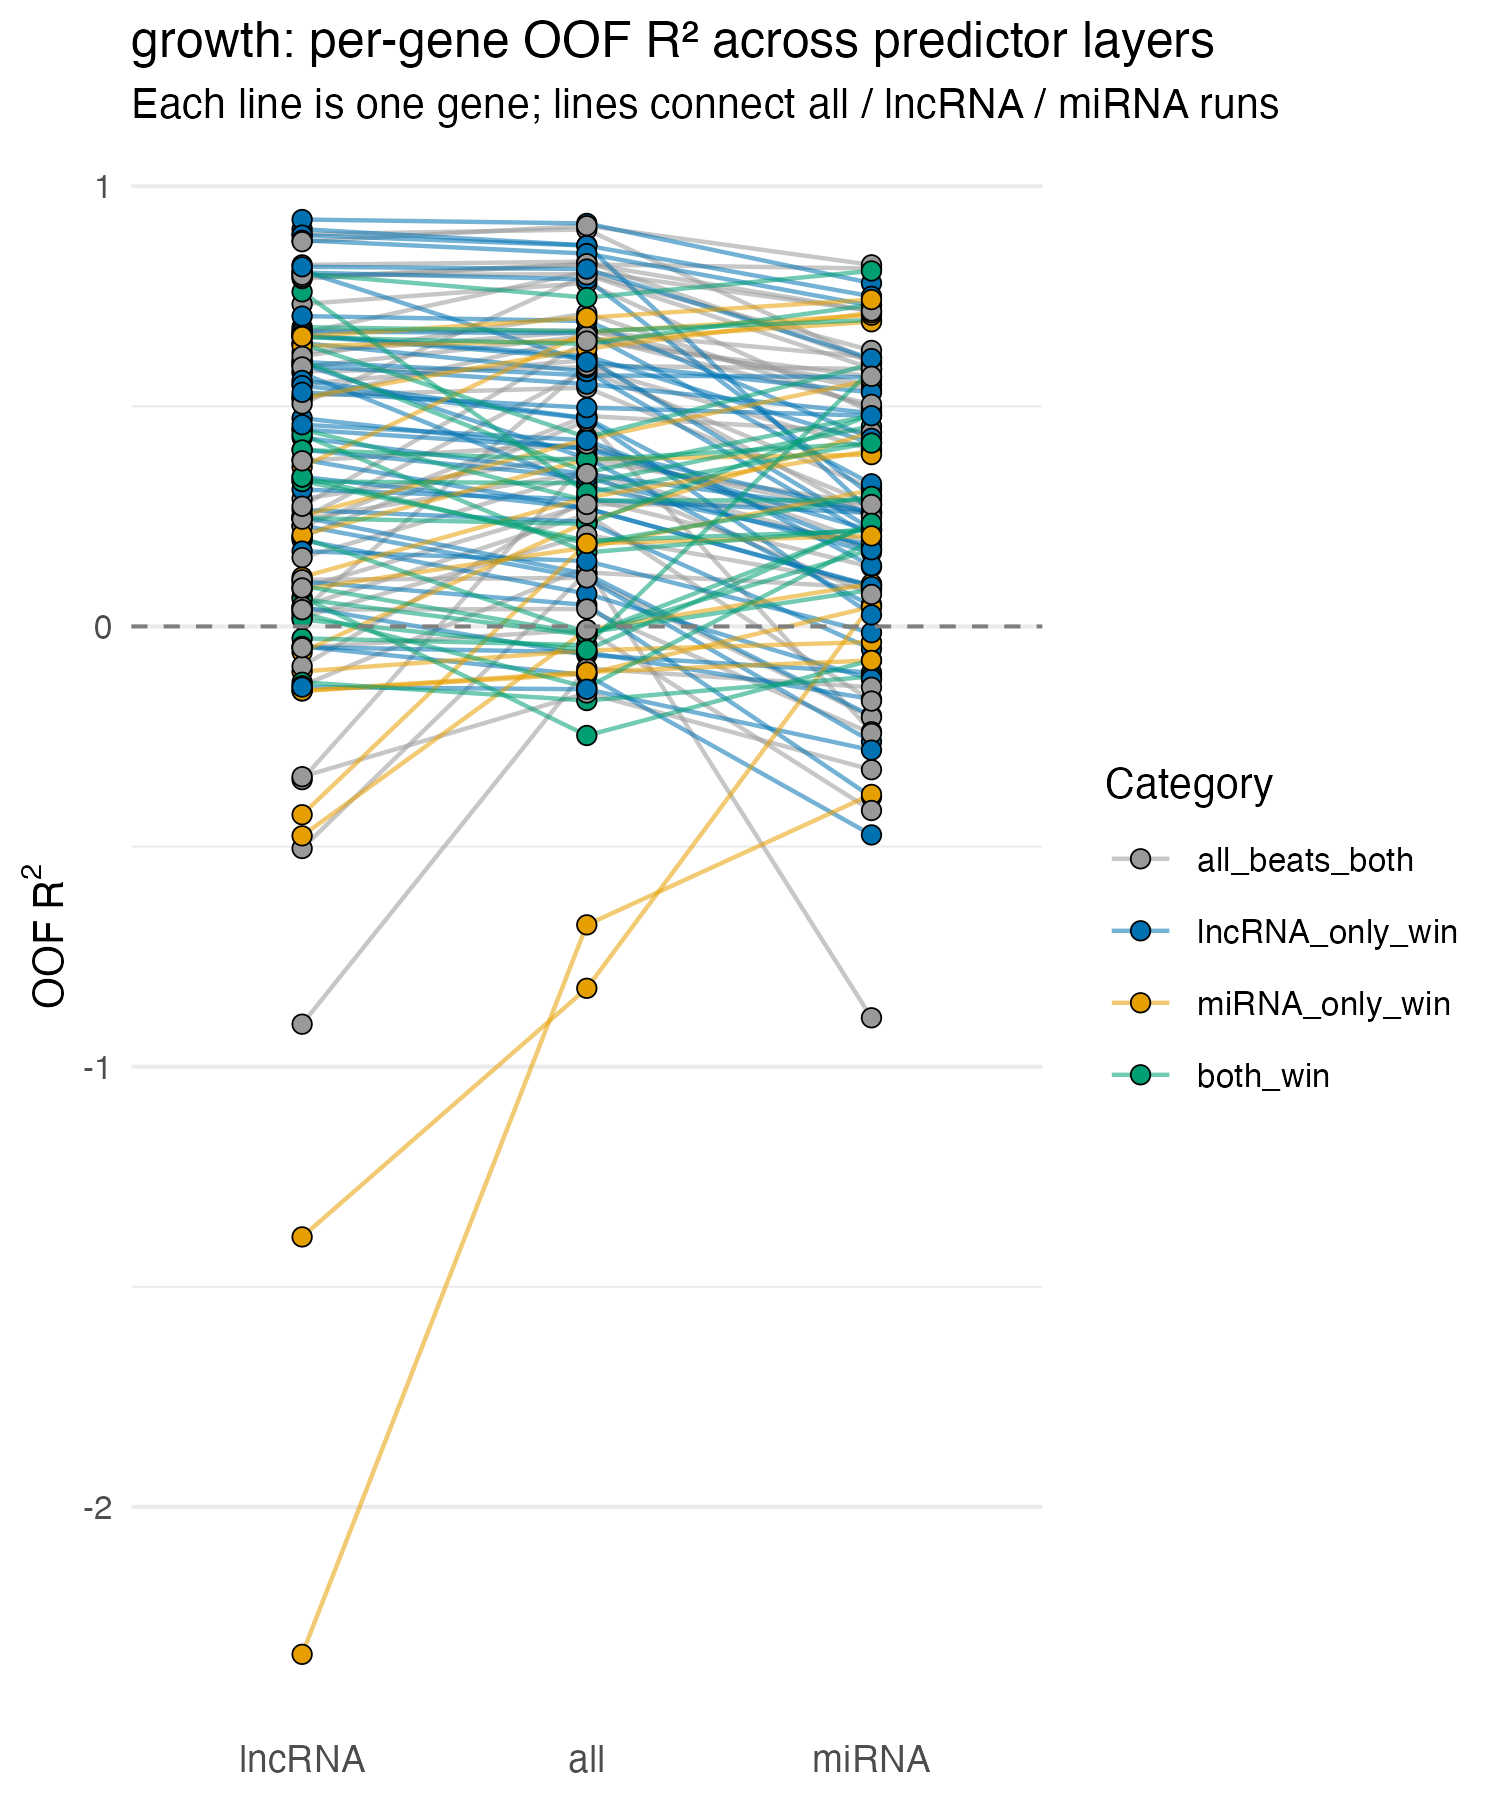 growth: per-gene OOF R² across predictor layers
Each line is one gene; lines connect all / lncRNA / miRNA runs
1
0
-1
-2
OOF R²
lncRNA
all
miRNA
Category
all_beats_both
lncRNA_only_win
miRNA_only_win
both_win